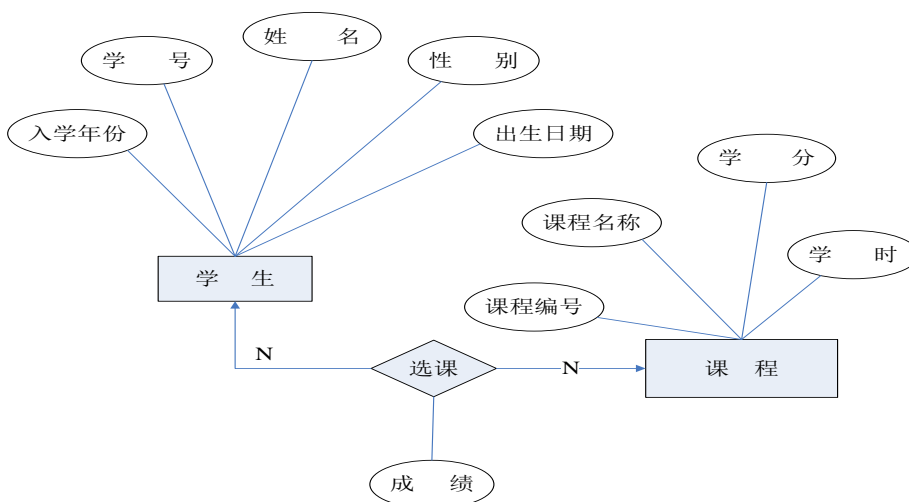 姓 名
学 号
性 别
入学年份
出生日期
学 分
课程名称
学 时
学 生
课程编号
N
选课
N
课 程
成 绩